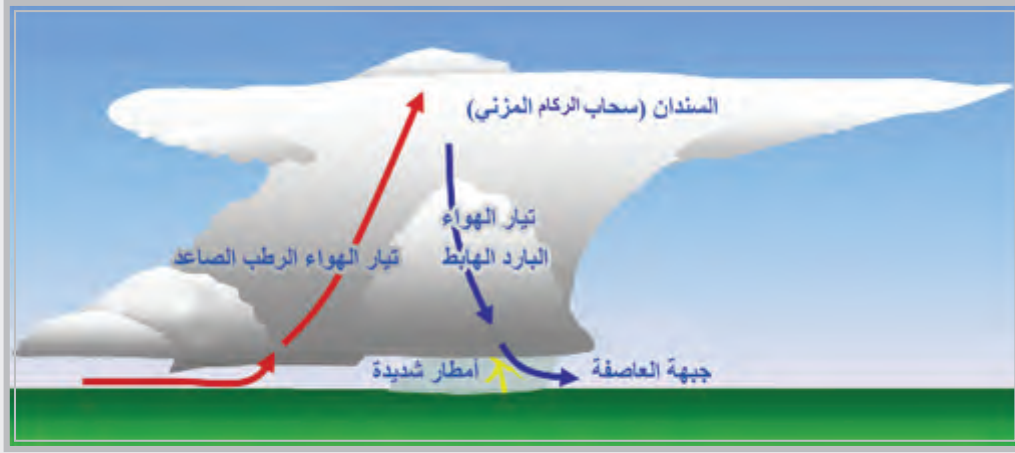 السندان (سحاب الركام المزني)
تيار الهواء
البارد الهابط
تيار الهواء الرطب الصاعد
أمطار شديدة
جبهة العاصفة